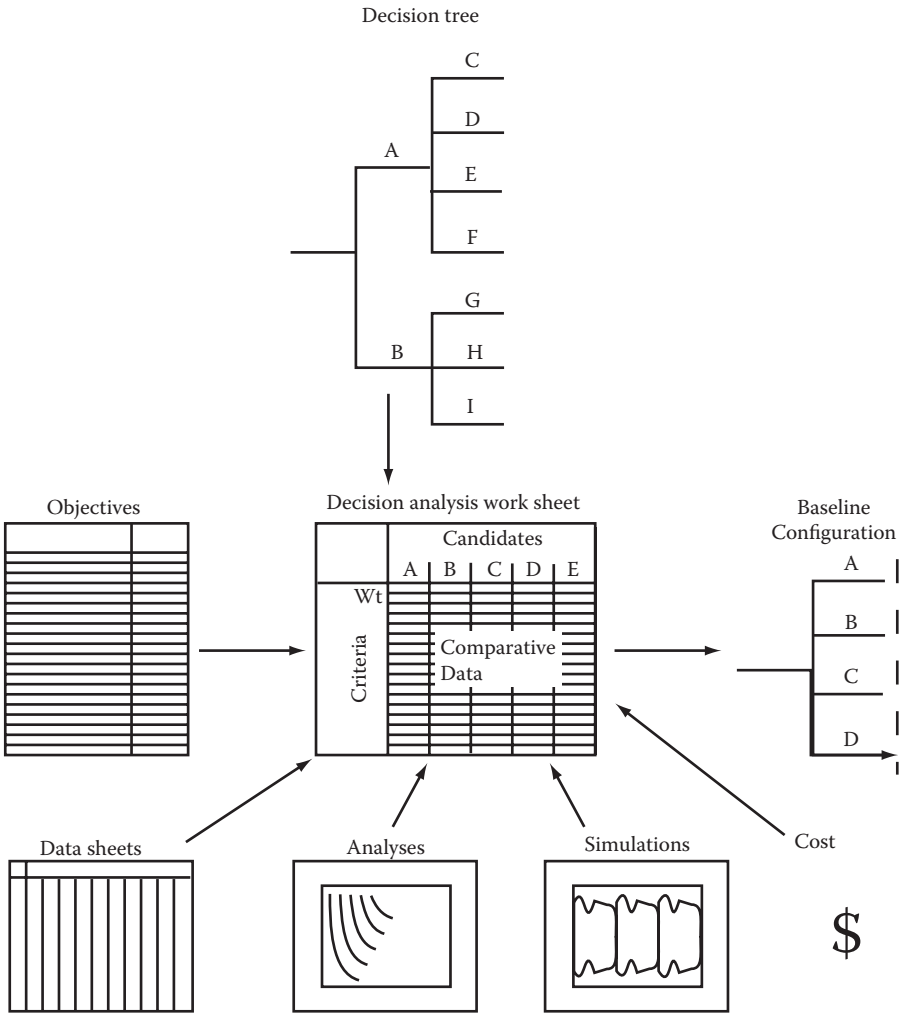 Decision tree
C
D
A
E
F
G
B
H
I
Objectives
Decision analysis work sheet
Candidates
A B C D E
Wt
Criteria
Comparative
Data
Baseline
Configuration
A
B
C
D
Data sheets
Analyses
Simulations
Cost
$